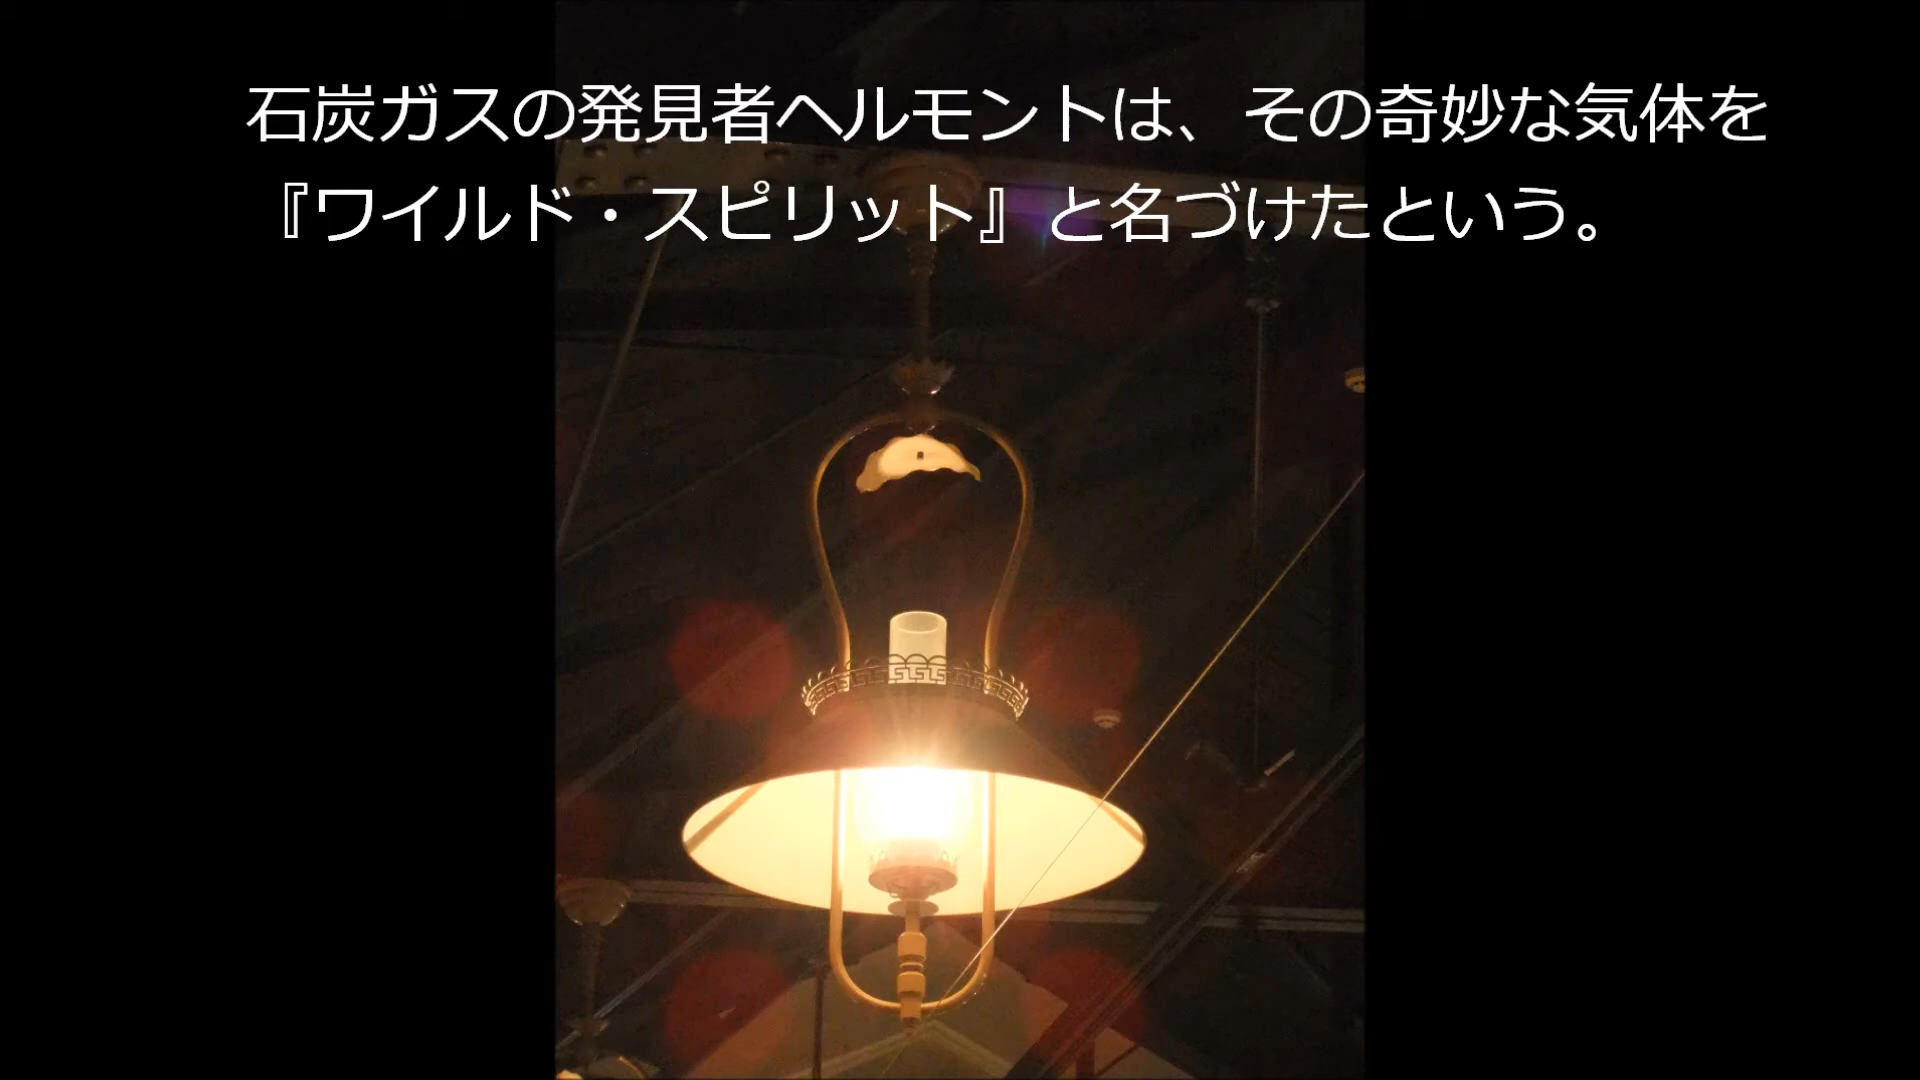 石炭ガスの発見者ヘルモントは、その奇妙な気体を
『ワイルド・スピリット』と名づけたという。